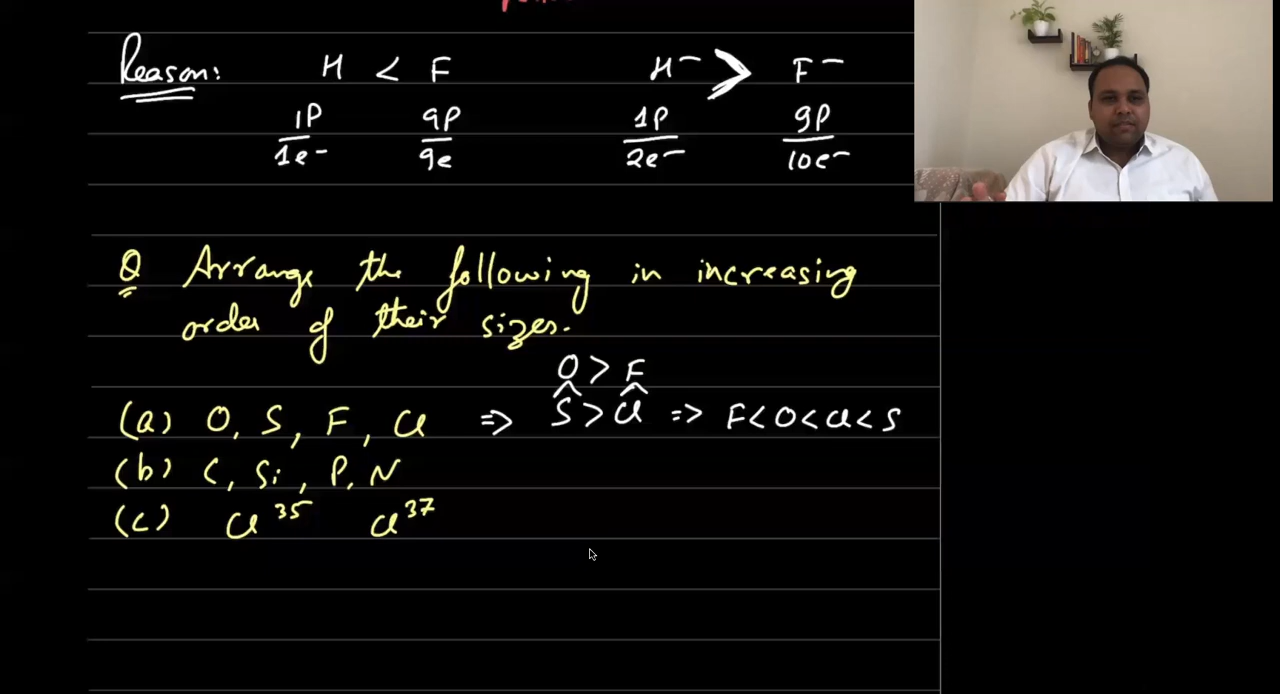 Reason: H < F H⁻ > F⁻
1P 9P 1P 9P
1e⁻ 9e 2e⁻ 10e⁻
Q Arrange the following in increasing
order of their sizes.
O > F
(a) O, S, F, Cl ⇒ S > Cl ⇒ F < O < Cl < S
(b) C, Si, P, N
(c) Cl³⁵ Cl³⁷